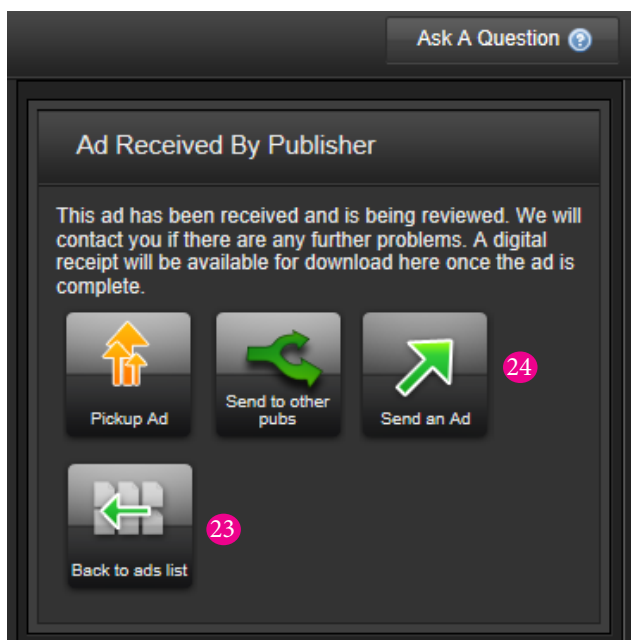 Ask A Question ?
Ad Received By Publisher
This ad has been received and is being reviewed. We will
contact you if there are any further problems. A digital
receipt will be available for download here once the ad is
complete.
Pickup Ad
Send to other
pubs
Send an Ad
24
Back to ads list
23